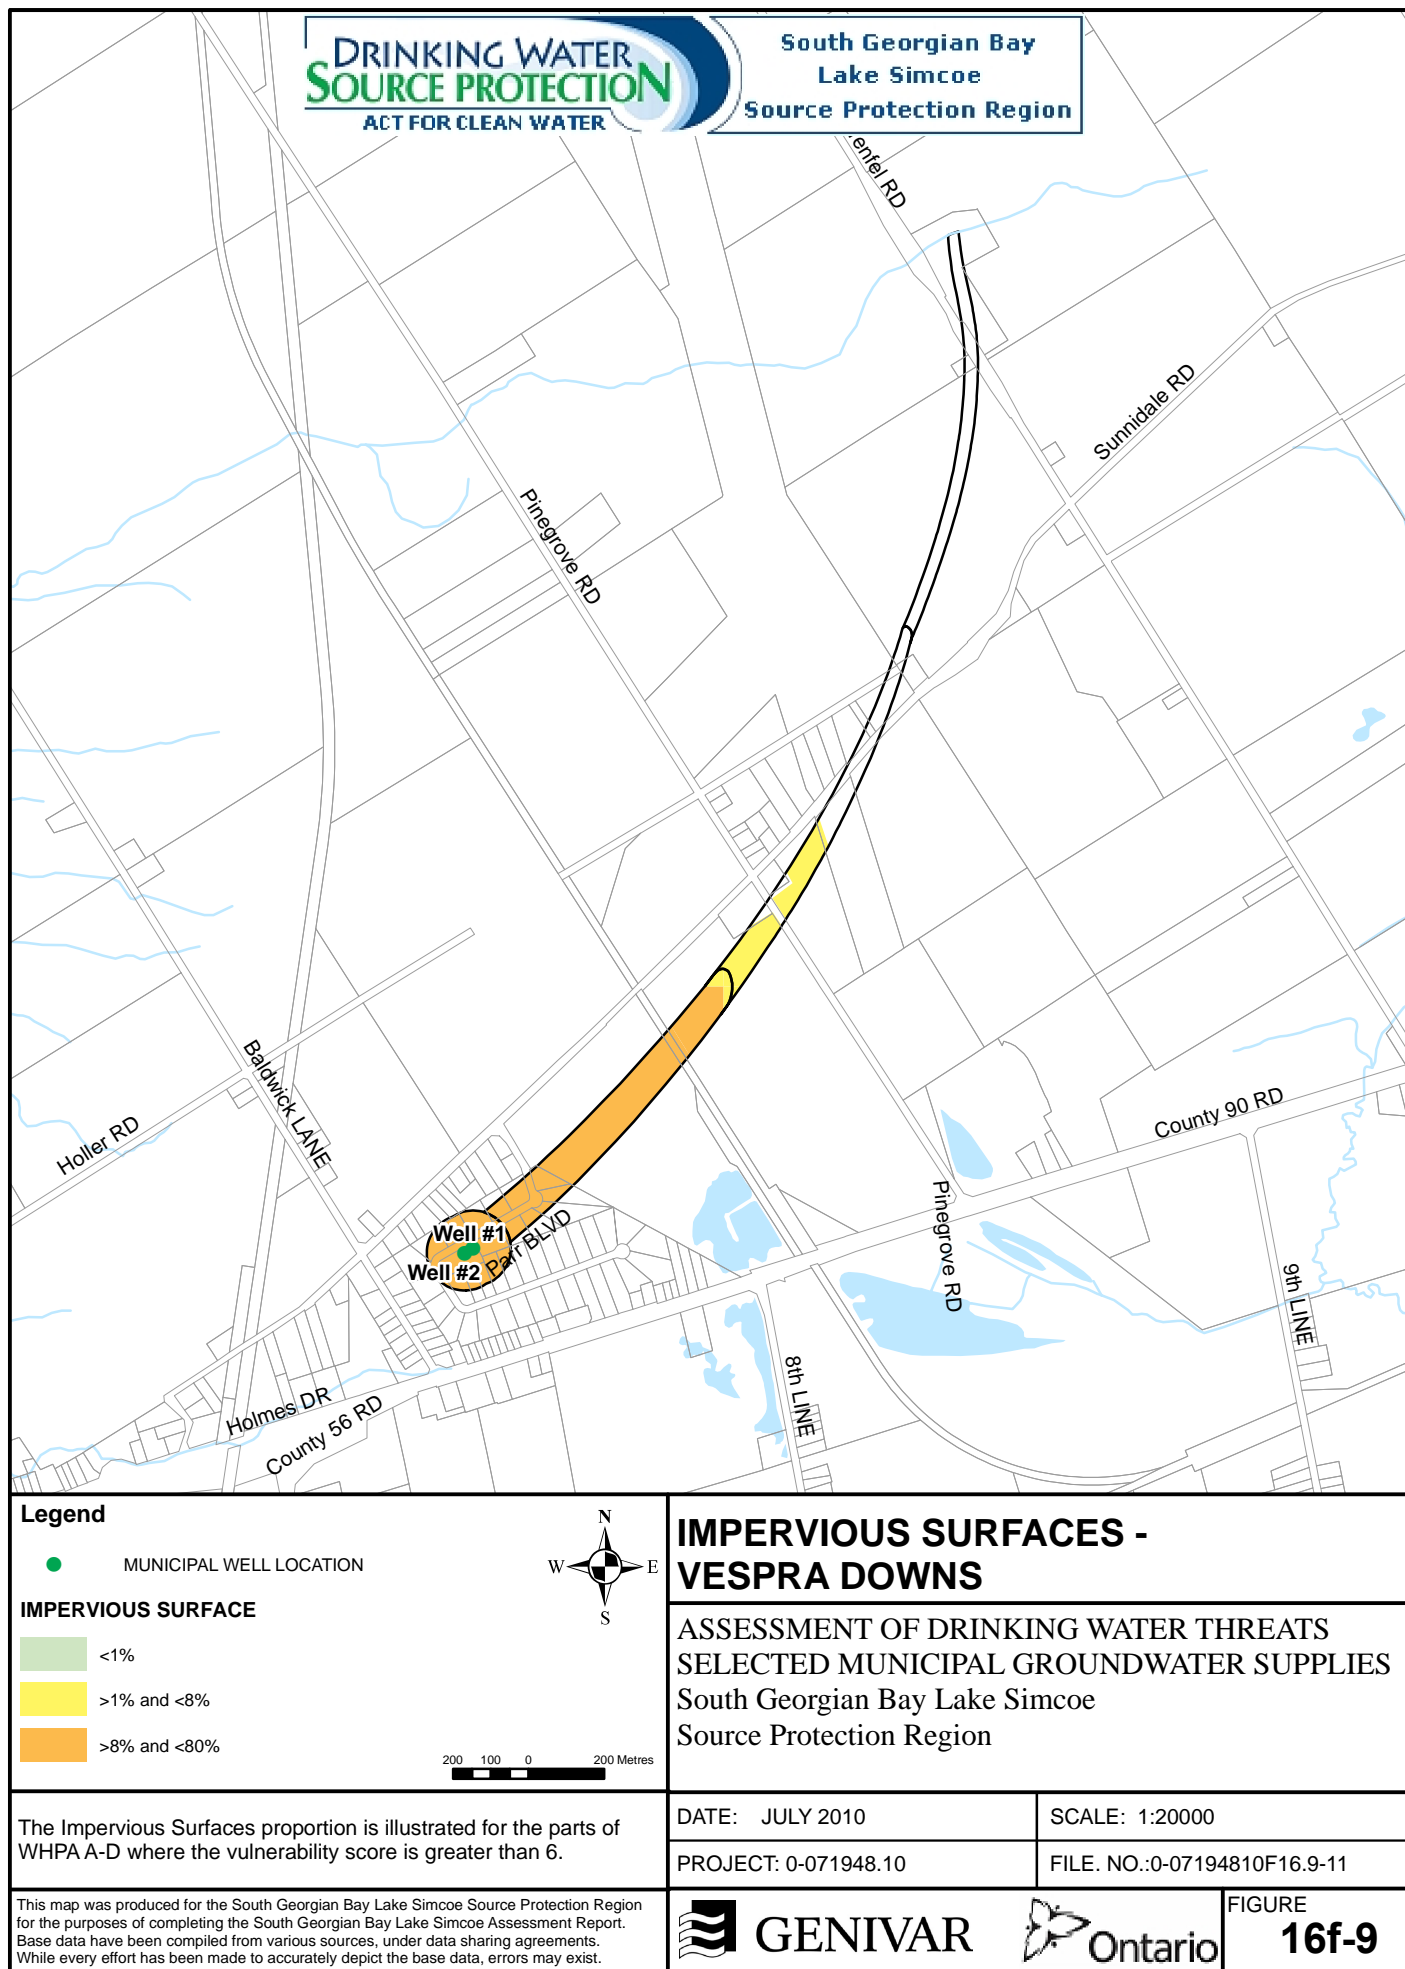 DRINKING WATER
SOURCE PROTECTION
ACT FOR CLEAN WATER
South Georgian Bay
Lake Simcoe
Source Protection Region
enfel RD
Sunnidale RD
Pinegrove RD
Baldwick LANE
Holler RD
County 90 RD
Well #1
Parr BLVD
Well #2
Pinegrove RD
9th LINE
8th LINE
Holmes DR
County 56 RD
Legend
MUNICIPAL WELL LOCATION
IMPERVIOUS SURFACE
<1%
>1% and <8%
>8% and <80%
N
W
E
S
200 100 0 200 Metres
IMPERVIOUS SURFACES -
VESPRA DOWNS
ASSESSMENT OF DRINKING WATER THREATS
SELECTED MUNICIPAL GROUNDWATER SUPPLIES
South Georgian Bay Lake Simcoe
Source Protection Region
The Impervious Surfaces proportion is illustrated for the parts of
WHPA A-D where the vulnerability score is greater than 6.
DATE: JULY 2010
SCALE: 1:20000
PROJECT: 0-071948.10
FILE. NO.:0-07194810F16.9-11
This map was produced for the South Georgian Bay Lake Simcoe Source Protection Region
for the purposes of completing the South Georgian Bay Lake Simcoe Assessment Report.
Base data have been compiled from various sources, under data sharing agreements.
While every effort has been made to accurately depict the base data, errors may exist.
GENIVAR
Ontario
FIGURE
16f-9